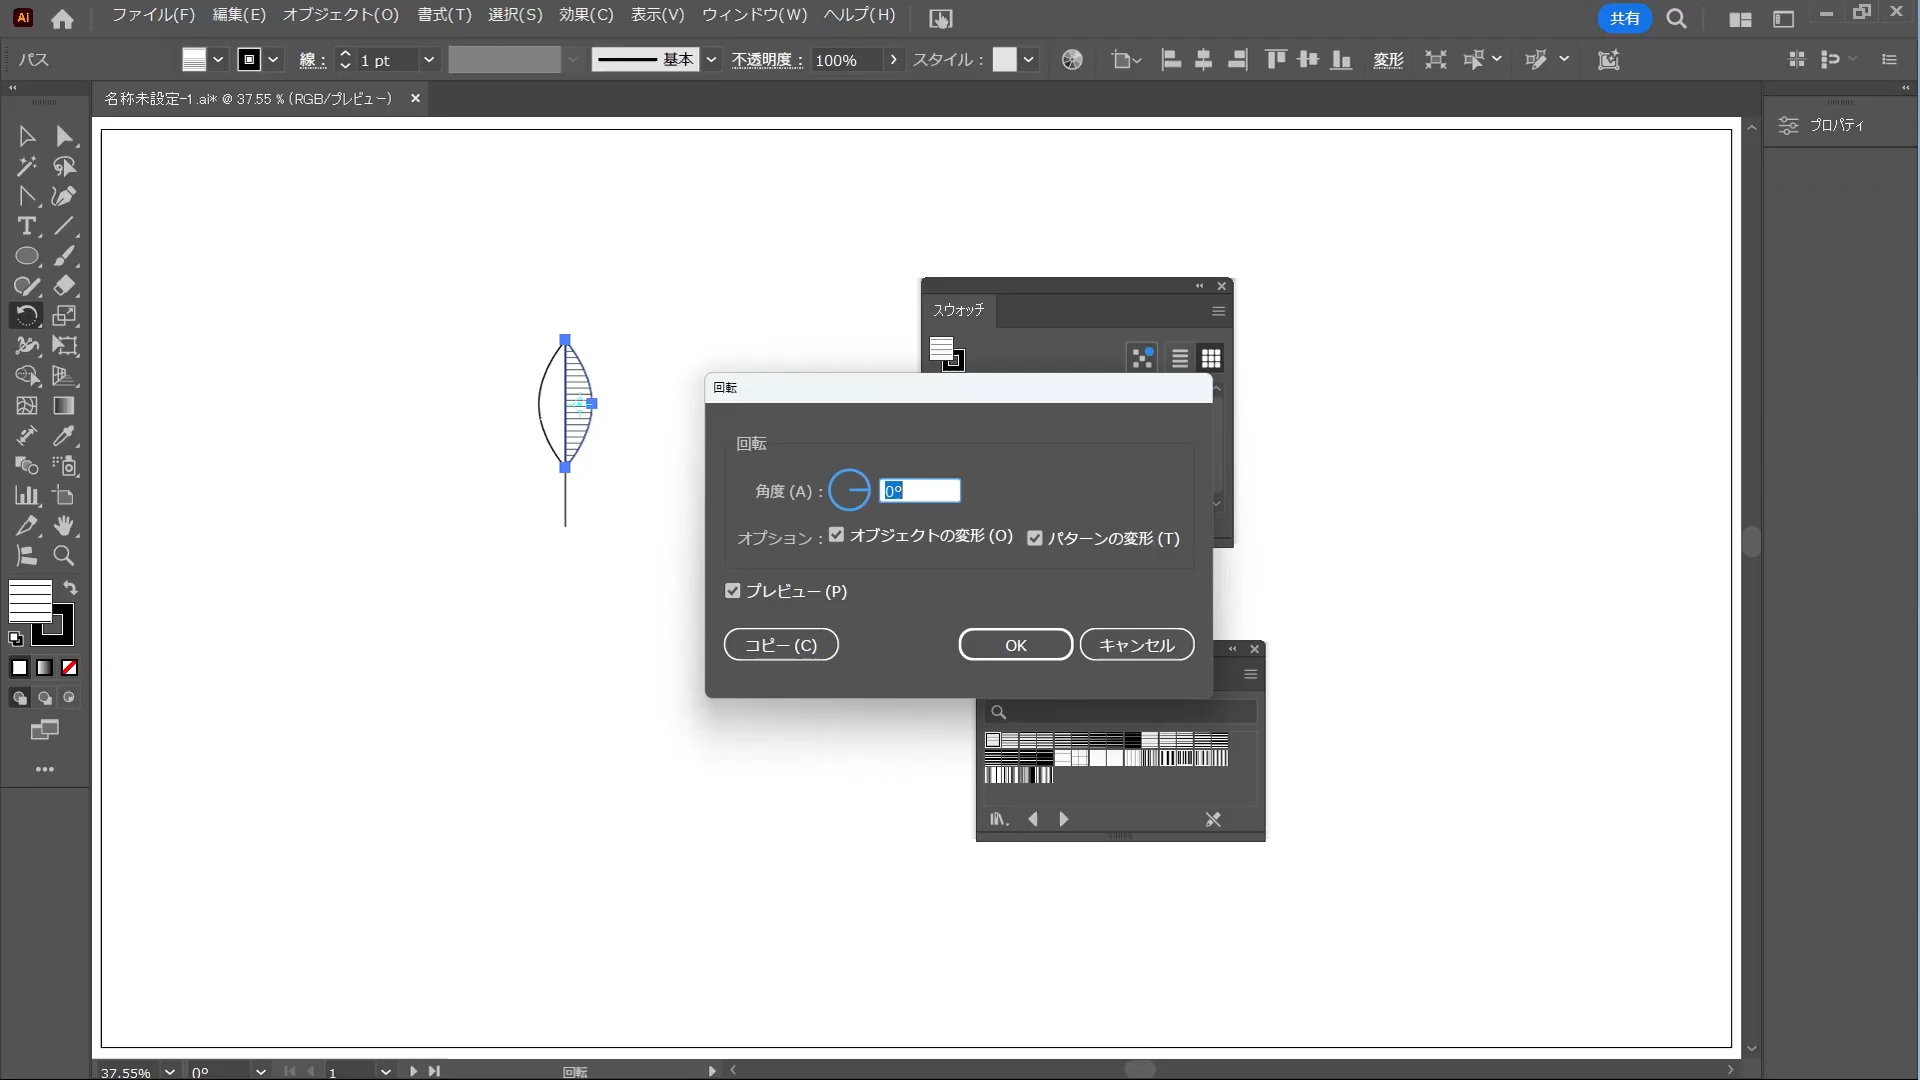 Ai
ファイル(F) 編集(E) オブジェクト(O) 書式(T) 選択(S) 効果(C) 表示(V) ウィンドウ(W) ヘルプ(H)
共有
パス
線 :
1 pt
基本
不透明度 :
100%
スタイル :
変形
名称未設定-1.ai* @ 37.55 % (RGB/プレビュー)
プロパティ
スウォッチ
回転
回転
角度 (A) :
0°
オプション : オブジェクトの変形 (O) パターンの変形 (T)
プレビュー (P)
コピー (C)
OK
キャンセル
37.55%
0°
1
回転